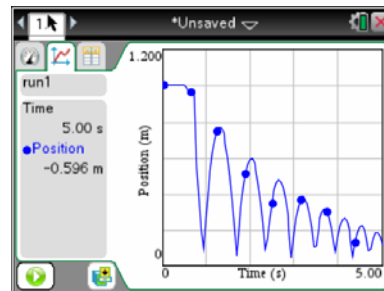 1.1
*Unsaved
run1
Time
5.00 s
Position
-0.596 m
1.200
Position (m)
0
0
Time (s)
5.00